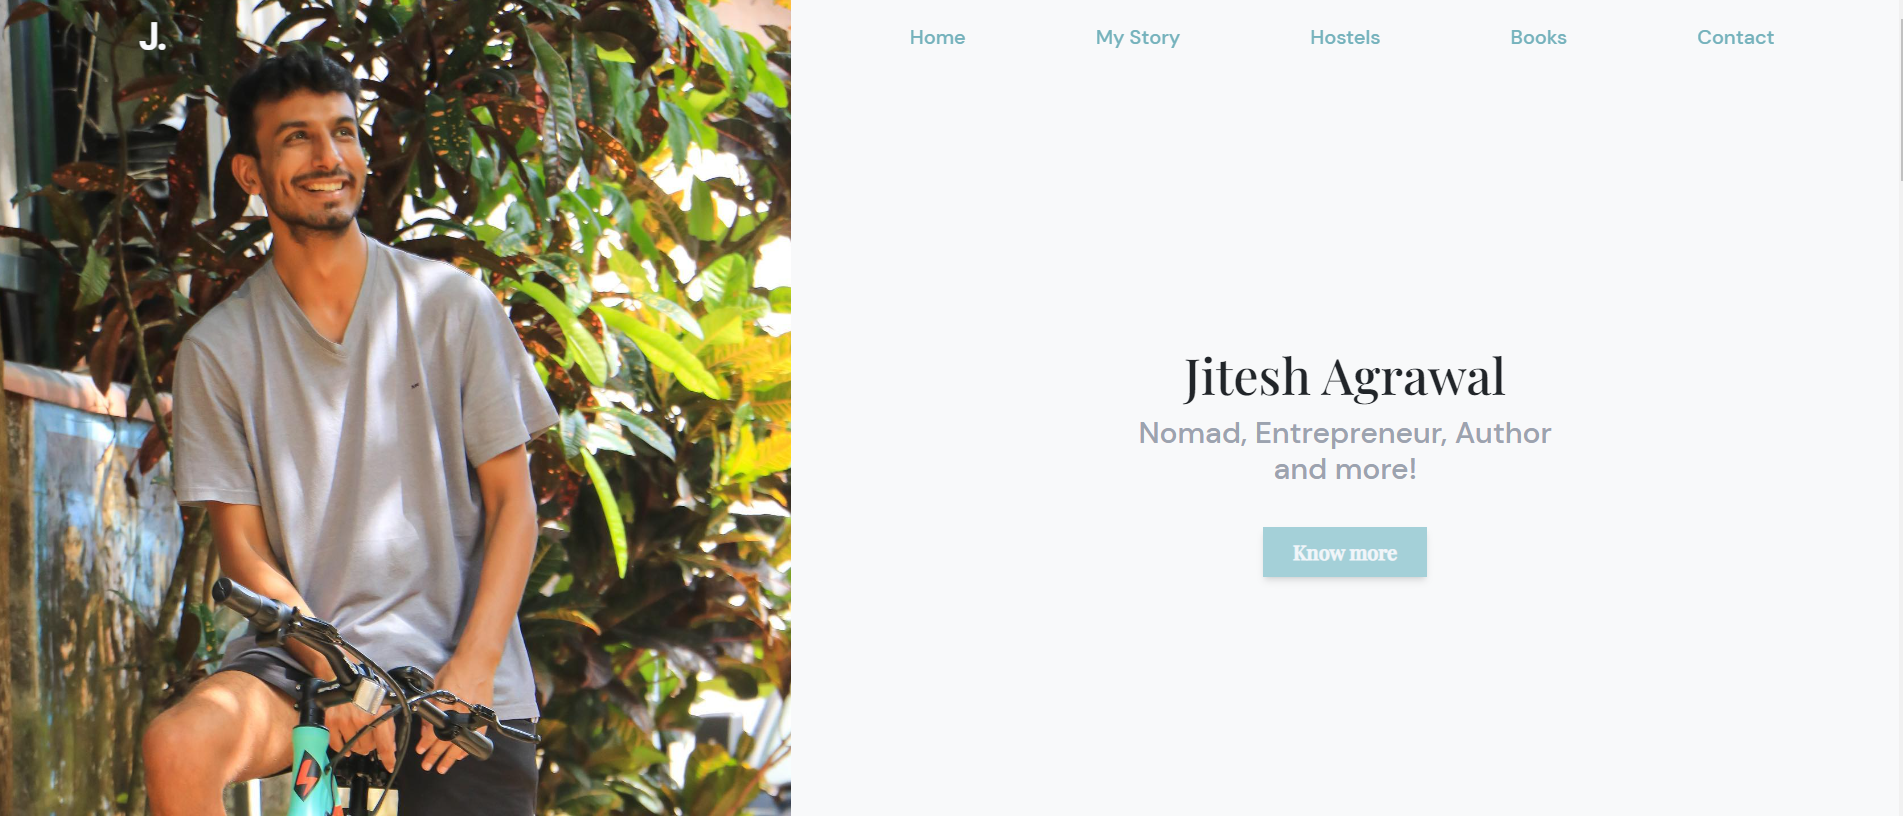 J.
Home
My Story
Hostels
Books
Contact
Jitesh Agrawal
Nomad, Entrepreneur, Author
and more!
Know more